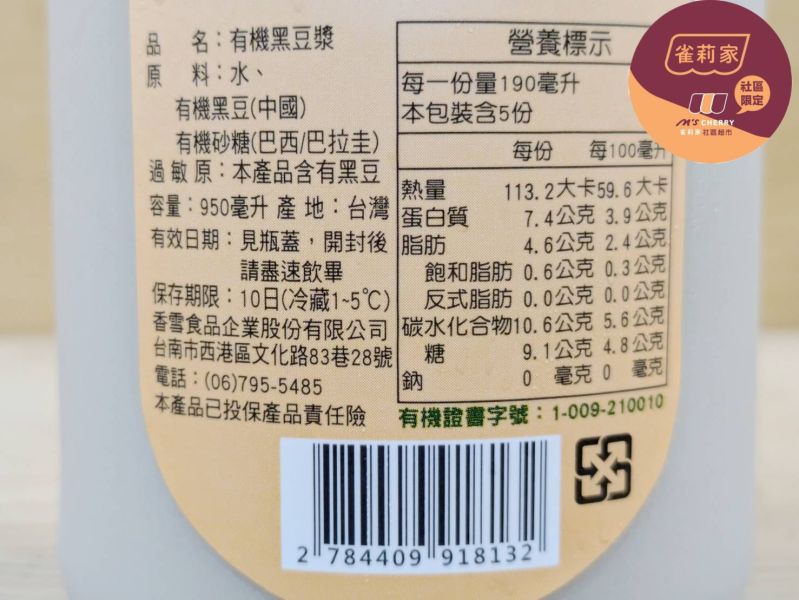 品　名：有機黑豆漿
原　料：水、
有機黑豆(中國)
有機砂糖(巴西/巴拉圭)
過敏原：本產品含有黑豆
容量：950毫升 產地：台灣
有效日期：見瓶蓋，開封後
請盡速飲畢
保存期限：10日(冷藏1~5℃)
香雪食品企業股份有限公司
台南市西港區文化路83巷28號
電話：(06)795-5485
本產品已投保產品責任險
營養標示
每一份量190毫升
本包裝含5份
每份 每100毫升
熱量 113.2大卡 59.6大卡
蛋白質 7.4公克 3.9公克
脂肪 4.6公克 2.4公克
飽和脂肪 0.6公克 0.3公克
反式脂肪 0.0公克 0.0公克
碳水化合物 10.6公克 5.6公克
糖 9.1公克 4.8公克
鈉 0 毫克 0 毫克
有機證書字號：1-009-210010
2 784409 918132
雀莉家
社區
限定
M's CHERRY
雀莉家社區超市